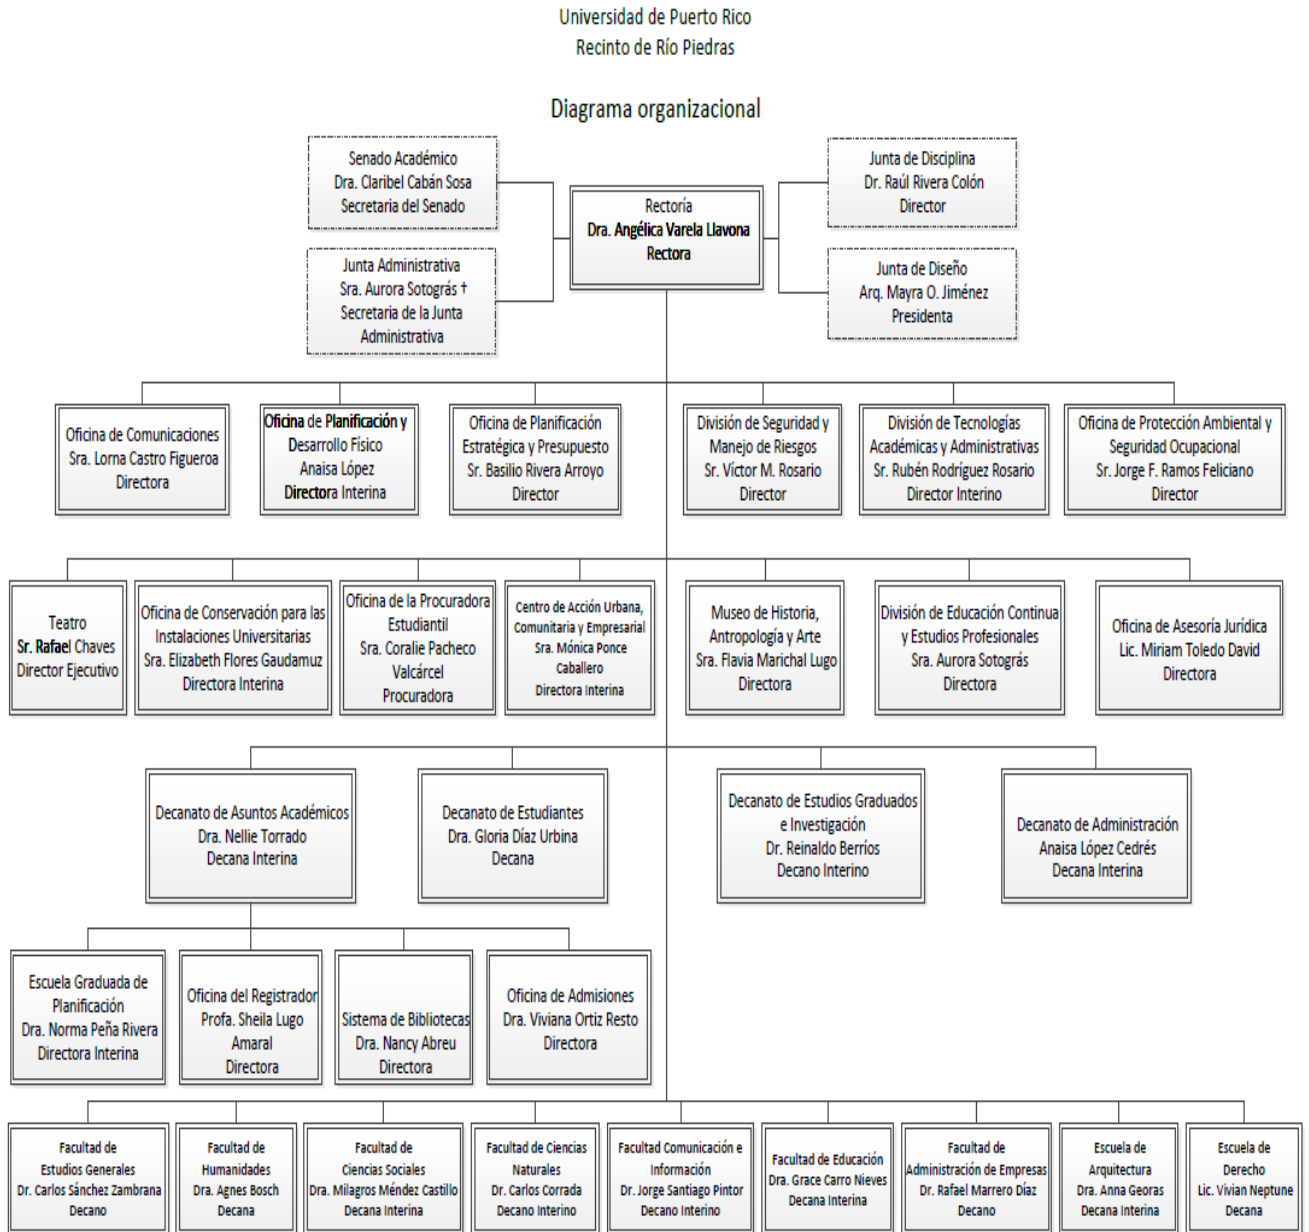 Universidad de Puerto Rico
Recinto de Río Piedras
Diagrama organizacional
Senado Académico
Dra. Claribel Cabán Sosa
Secretaria del Senado
Junta de Disciplina
Dr. Raúl Rivera Colón
Director
Rectoría
Dra. Angélica Varela Llavona
Rectora
Junta Administrativa
Sra. Aurora Sotográs †
Secretaria de la Junta
Administrativa
Junta de Diseño
Arq. Mayra O. Jiménez
Presidenta
Oficina de Comunicaciones
Sra. Lorna Castro Figueroa
Directora
Oficina de Planificación y
Desarrollo Físico
Anaisa López
Directora Interina
Oficina de Planificación
Estratégica y Presupuesto
Sr. Basilio Rivera Arroyo
Director
División de Seguridad y
Manejo de Riesgos
Sr. Víctor M. Rosario
Director
División de Tecnologías
Académicas y Administrativas
Sr. Rubén Rodríguez Rosario
Director Interino
Oficina de Protección Ambiental y
Seguridad Ocupacional
Sr. Jorge F. Ramos Feliciano
Director
Teatro
Sr. Rafael Chaves
Director Ejecutivo
Oficina de Conservación para las
Instalaciones Universitarias
Sra. Elizabeth Flores Gaudamuz
Directora Interina
Oficina de la Procuradora
Estudiantil
Sra. Coralie Pacheco
Valcárcel
Procuradora
Centro de Acción Urbana,
Comunitaria y Empresarial
Sra. Mónica Ponce
Caballero
Directora Interina
Museo de Historia,
Antropología y Arte
Sra. Flavia Marichal Lugo
Directora
División de Educación Continua
y Estudios Profesionales
Sra. Aurora Sotográs
Directora
Oficina de Asesoría Jurídica
Lic. Miriam Toledo David
Directora
Decanato de Asuntos Académicos
Dra. Nellie Torrado
Decana Interina
Decanato de Estudiantes
Dra. Gloria Díaz Urbina
Decana
Decanato de Estudios Graduados
e Investigación
Dr. Reinaldo Berríos
Decano Interino
Decanato de Administración
Anaisa López Cedrés
Decana Interina
Escuela Graduada de
Planificación
Dra. Norma Peña Rivera
Directora Interina
Oficina del Registrador
Profa. Sheila Lugo
Amaral
Directora
Sistema de Bibliotecas
Dra. Nancy Abreu
Directora
Oficina de Admisiones
Dra. Viviana Ortiz Resto
Directora
Facultad de
Estudios Generales
Dr. Carlos Sánchez Zambrana
Decano
Facultad de
Humanidades
Dra. Agnes Bosch
Decana
Facultad de
Ciencias Sociales
Dra. Milagros Méndez Castillo
Decana Interina
Facultad de Ciencias
Naturales
Dr. Carlos Corrada
Decano Interino
Facultad Comunicación e
Información
Dr. Jorge Santiago Pintor
Decano Interino
Facultad de Educación
Dra. Grace Carro Nieves
Decana Interina
Facultad de
Administración de Empresas
Dr. Rafael Marrero Díaz
Decano
Escuela de
Arquitectura
Dra. Anna Georas
Decana Interina
Escuela de
Derecho
Lic. Vivian Neptune
Decana